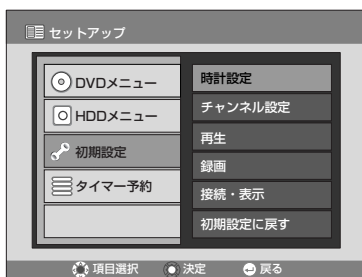 セットアップ
DVDメニュー
HDDメニュー
初期設定
タイマー予約
時計設定
チャンネル設定
再生
録画
接続・表示
初期設定に戻す
項目選択 決定 戻る